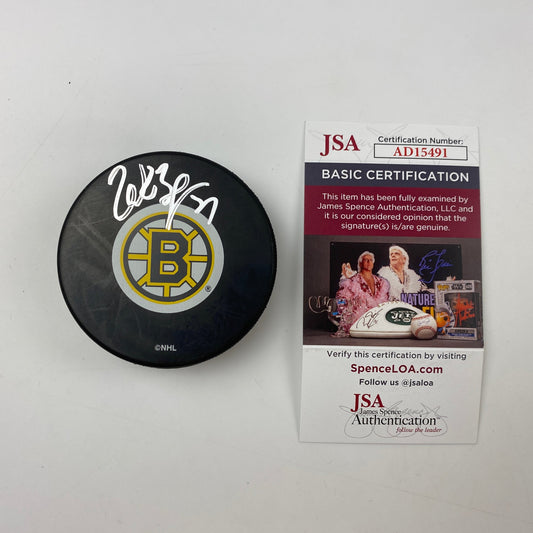 B
®
©NHL
JSA
Certification Number:
AD15491
BASIC CERTIFICATION
This item has been fully examined by
James Spence Authentication, LLC and
it is our considered opinion that the
signature(s) is/are genuine.
NATURE
JETS
Verify this certification by visiting
SpenceLOA.com
Follow us @jsaloa
JSA
James Spence
Authentication
follow the leader